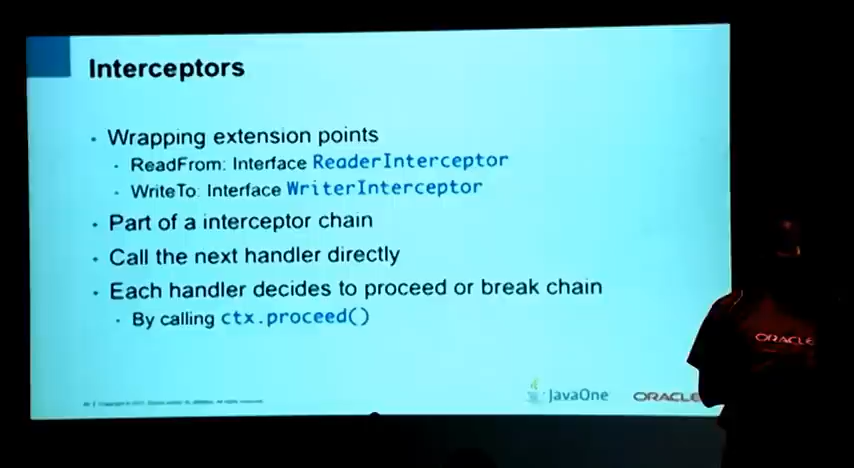 Interceptors
• Wrapping extension points
• ReadFrom: Interface ReaderInterceptor
• WriteTo: Interface WriterInterceptor
• Part of a interceptor chain
• Call the next handler directly
• Each handler decides to proceed or break chain
• By calling ctx.proceed()
JavaOne
ORACLE
ORACLE